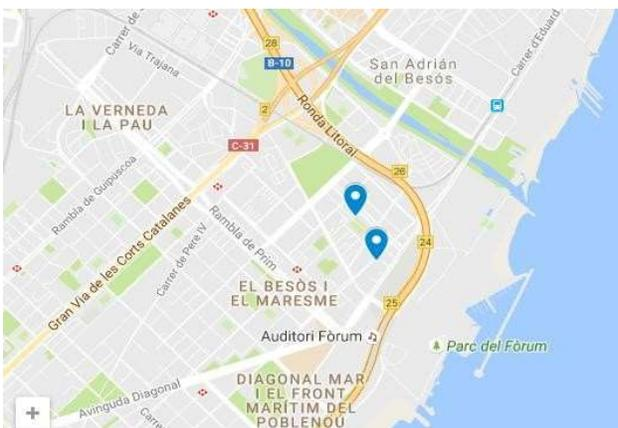 Carrer de
Via Trajana
28
B-10
San Adrián
del Besós
Carrer d'Eduard
LA VERNEDA
I LA PAU
2
Ronda Litoral
C-31
26
Rambla de Guipuscoa
Gran Via de les Corts Catalanes
Carrer de Pere IV
Rambla de Prim
24
EL BESÒS I
EL MARESME
25
Auditori Fòrum
Parc del Fòrum
DIAGONAL MAR
I EL FRONT
MARÍTIM DEL
POBLENOU
Avinguda Diagonal
Carre
+